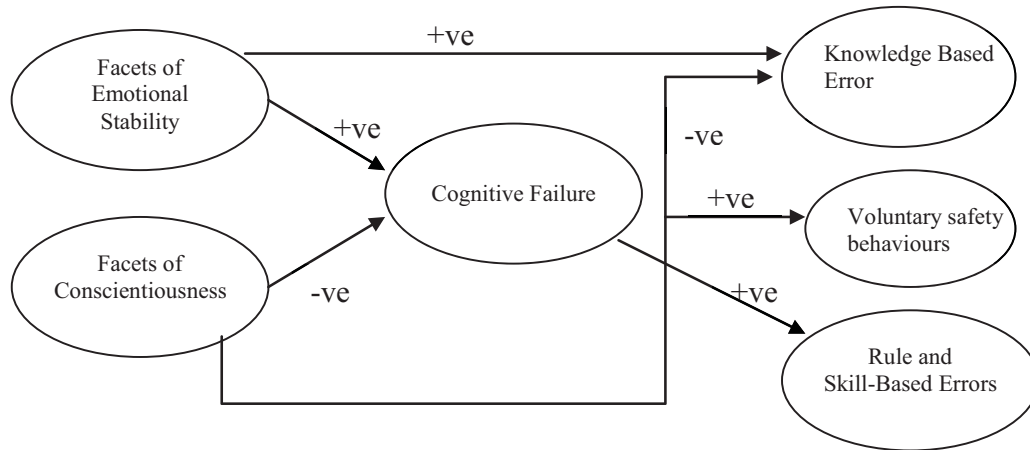 +ve
Facets of
Emotional
Stability
Knowledge Based
Error
+ve
-ve
Cognitive Failure
+ve
Voluntary safety
behaviours
Facets of
Conscientiousness
-ve
+ve
Rule and
Skill-Based Errors